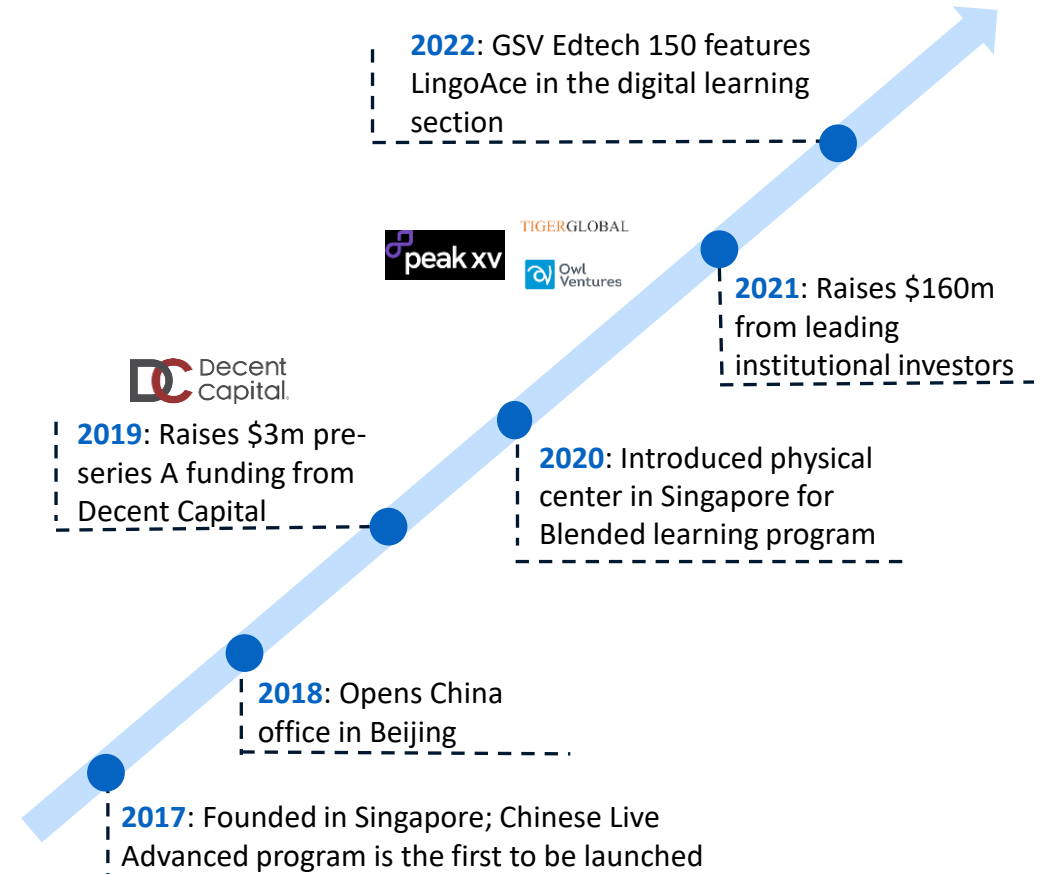 2022: GSV Edtech 150 features
LingoAce in the digital learning
section
TIGERGLOBAL
peak xv
Owl
Ventures
2021: Raises $160m
from leading
institutional investors
DC Decent
Capital.
2019: Raises $3m pre-
series A funding from
Decent Capital
2020: Introduced physical
center in Singapore for
Blended learning program
2018: Opens China
office in Beijing
2017: Founded in Singapore; Chinese Live
Advanced program is the first to be launched